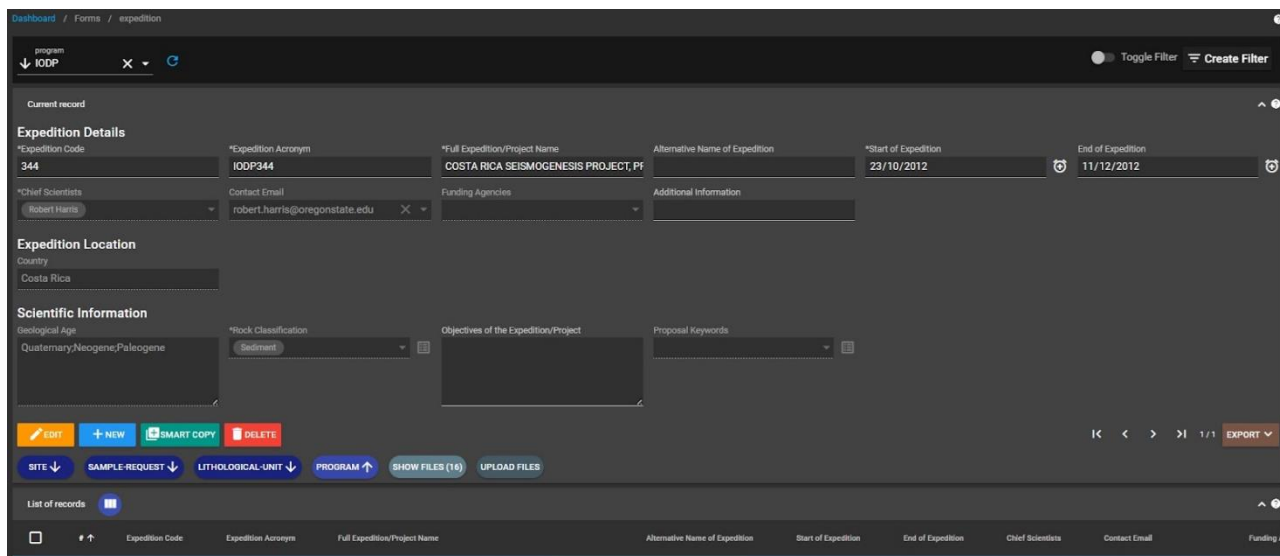 Dashboard / Forms / expedition
program
IODP
Toggle Filter Create Filter
Current record
Expedition Details
*Expedition Code *Expedition Acronym *Full Expedition/Project Name Alternative Name of Expedition *Start of Expedition End of Expedition
344 IODP344 COSTA RICA SEISMOGENESIS PROJECT, 23/10/2012 11/12/2012
*Chief Scientists Contact Email Funding Agencies Additional Information
Robert Harris robert.harris@oregonstate.edu
Expedition Location
Country
Costa Rica
Scientific Information
Geological Age *Rock Classification Objectives of the Expedition/Project Proposal Keywords
Quaternary;Neogene;Paleogene Sediment
EDIT + NEW SMART COPY DELETE 1/1 EXPORT
SITE SAMPLE-REQUEST LITHOLOGICAL-UNIT PROGRAM SHOW FILES (16) UPLOAD FILES
List of records
# Expedition Code Expedition Acronym Full Expedition/Project Name Alternative Name of Expedition Start of Expedition End of Expedition Chief Scientists Contact Email Funding